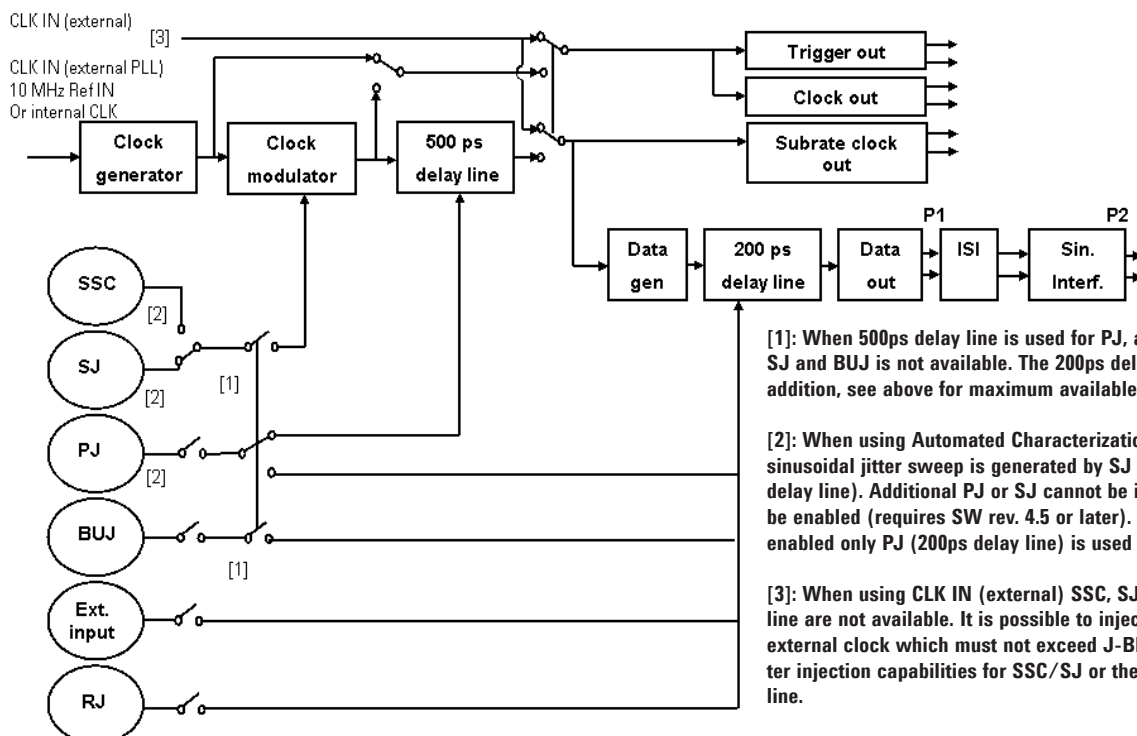 CLK IN (external)
[3]
CLK IN (external PLL)
10 MHz Ref IN
Or internal CLK
Clock
generator
Clock
modulator
500 ps
delay line
Trigger out
Clock out
Subrate clock
out
Data
gen
200 ps
delay line
Data
out
P1
ISI
Sin.
Interf.
P2
SSC
[2]
SJ
[2]
[1]
PJ
[2]
BUJ
[1]
Ext.
input
RJ
[1]: When 500ps delay line is used for PJ, a
SJ and BUJ is not available. The 200ps del
addition, see above for maximum available
[2]: When using Automated Characterizatio
sinusoidal jitter sweep is generated by SJ
delay line). Additional PJ or SJ cannot be i
be enabled (requires SW rev. 4.5 or later).
enabled only PJ (200ps delay line) is used
[3]: When using CLK IN (external) SSC, SJ
line are not available. It is possible to injec
external clock which must not exceed J-B
ter injection capabilities for SSC/SJ or the
line.